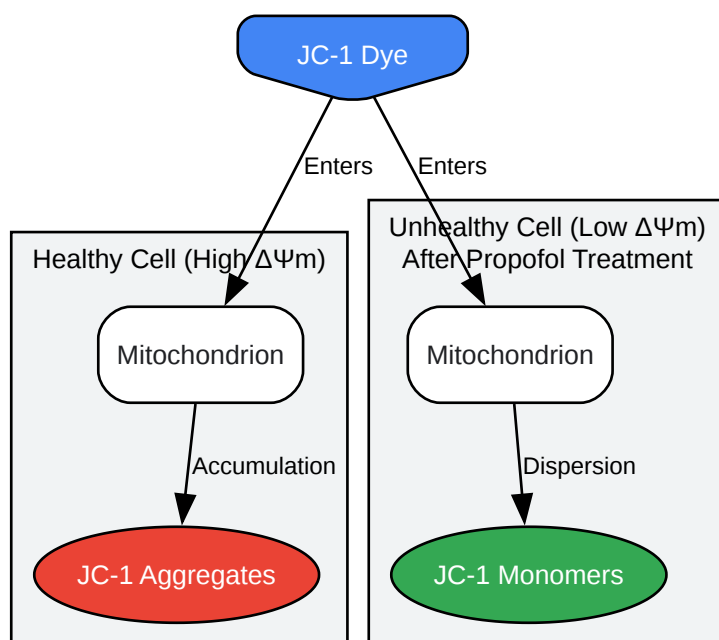 JC-1 Dye
Enters
Enters
Healthy Cell (High ΔΨm)
Mitochondrion
Accumulation
JC-1 Aggregates
Unhealthy Cell (Low ΔΨm)
After Propofol Treatment
Mitochondrion
Dispersion
JC-1 Monomers